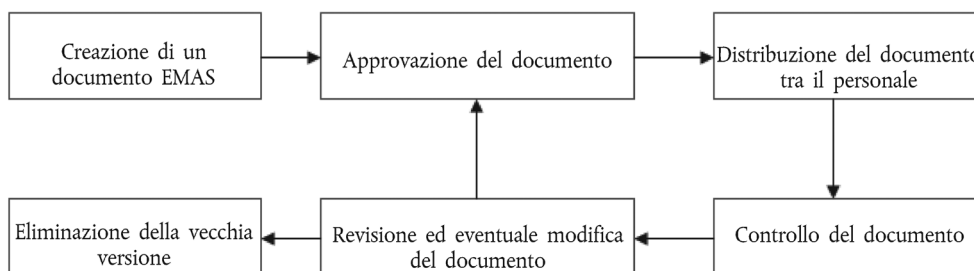 Creazione di un
documento EMAS
Approvazione del documento
Distribuzione del documento
tra il personale
Eliminazione della vecchia
versione
Revisione ed eventuale modifica
del documento
Controllo del documento